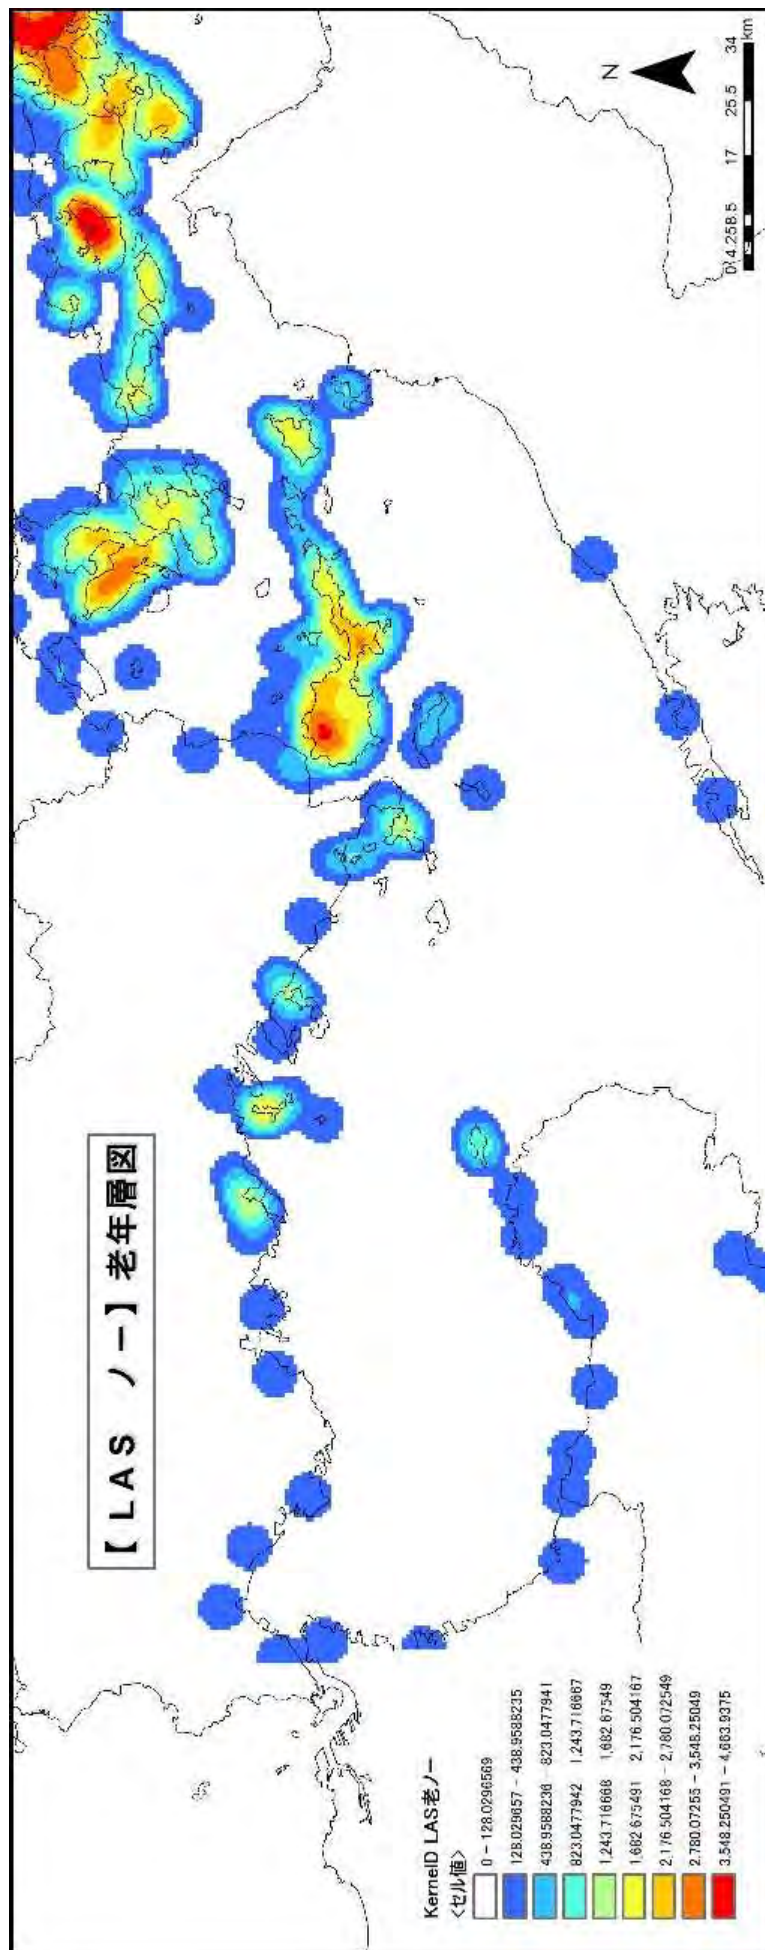 【 LAS ノー】老年層図
N
0 4.25 8.5 17 25.5 34
km
KernelD LAS老ノー
<セル値>
0 - 128.0296569
128.029657 - 438.9588235
438.9588236 - 823.0477941
823.0477942 1,243.716667
1,243.716668 1,682.67549
1,682.675491 2,176.504167
2,176.504168 - 2,780.072549
2,780.07255 - 3,548.25049
3,548.250491 - 4,663.9375